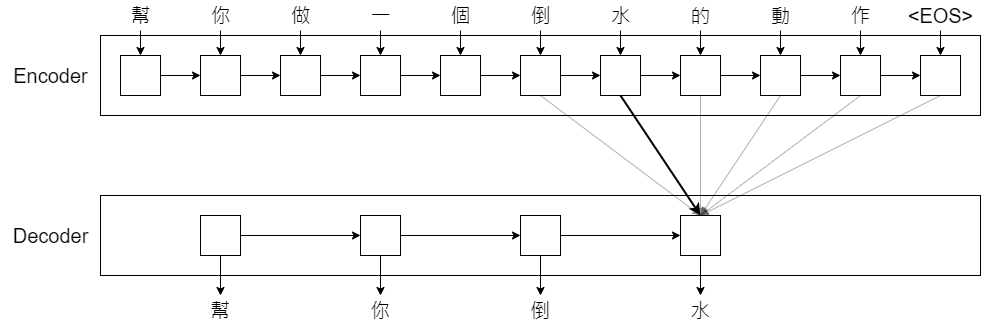 幫 你 做 一 個 倒 水 的 動 作 <EOS>
Encoder
Decoder
幫 你 倒 水